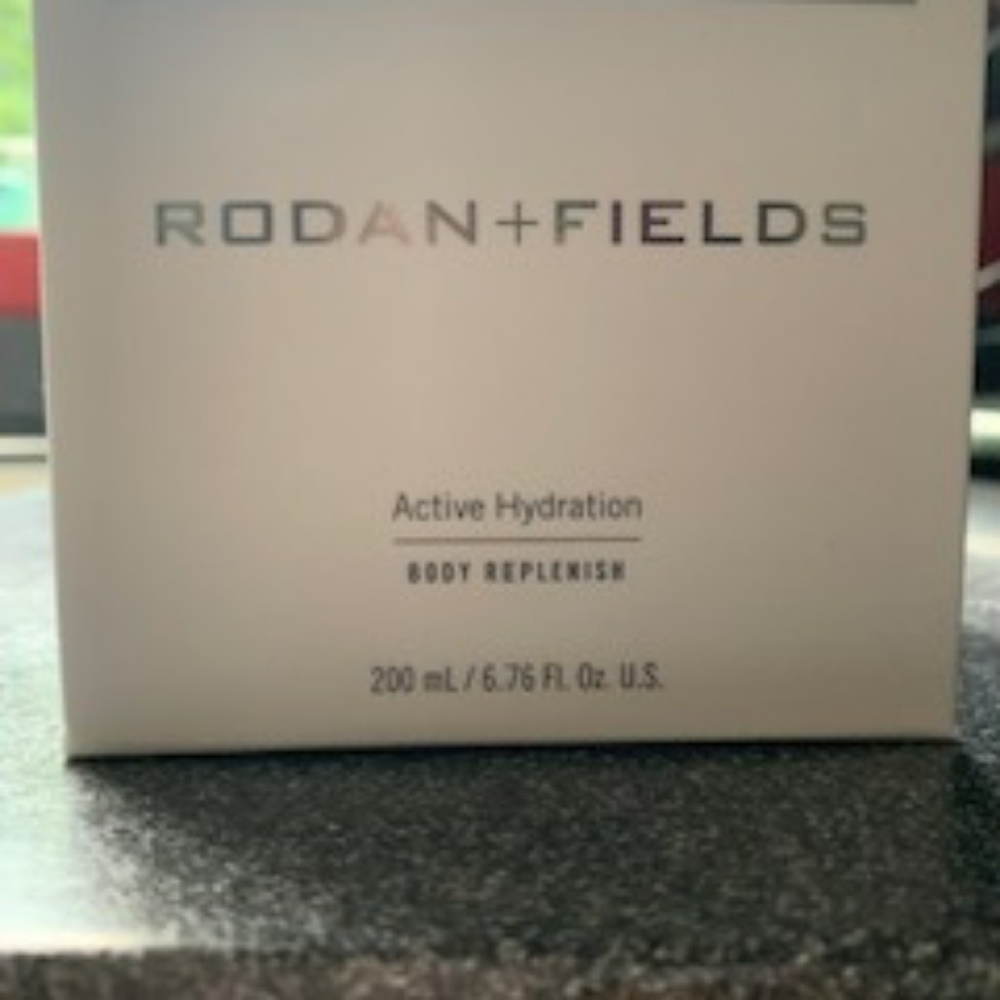 RODAN+FIELDS
Active Hydration
BODY REPLENISH
200 mL / 6.76 Fl. Oz. U.S.